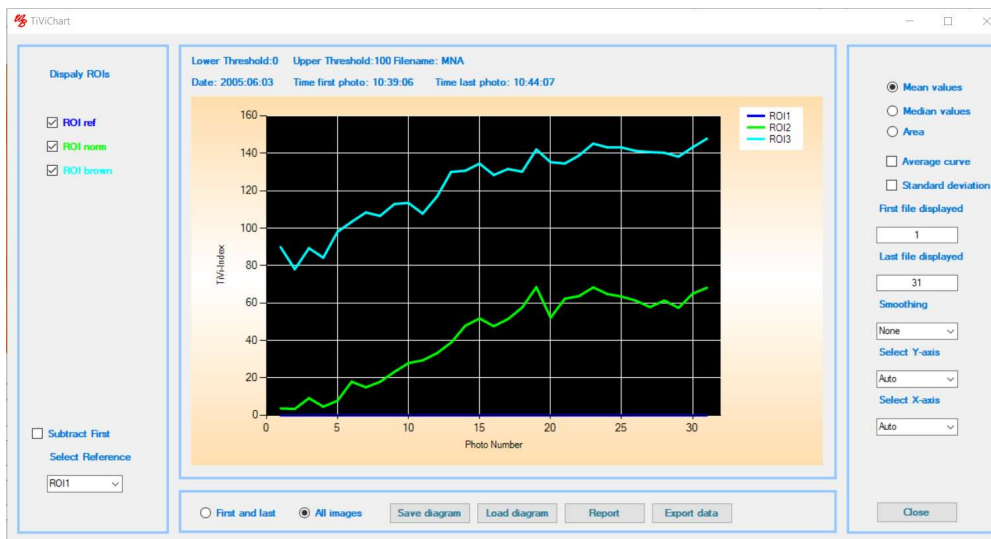 TiViChart
Dispaly ROIs
ROI ref
ROI norm
ROI brown
Subtract First
Select Reference
ROI1
Lower Threshold:0 Upper Threshold:100 Filename: MNA
Date: 2005:06:03 Time first photo: 10:39:06 Time last photo: 10:44:07
160
140
120
100
80
60
40
20
0
TiVi-Index
0 5 10 15 20 25 30
Photo Number
ROI1
ROI2
ROI3
First and last
All images
Save diagram
Load diagram
Report
Export data
Mean values
Median values
Area
Average curve
Standard deviation
First file displayed
1
Last file displayed
31
Smoothing
None
Select Y-axis
Auto
Select X-axis
Auto
Close